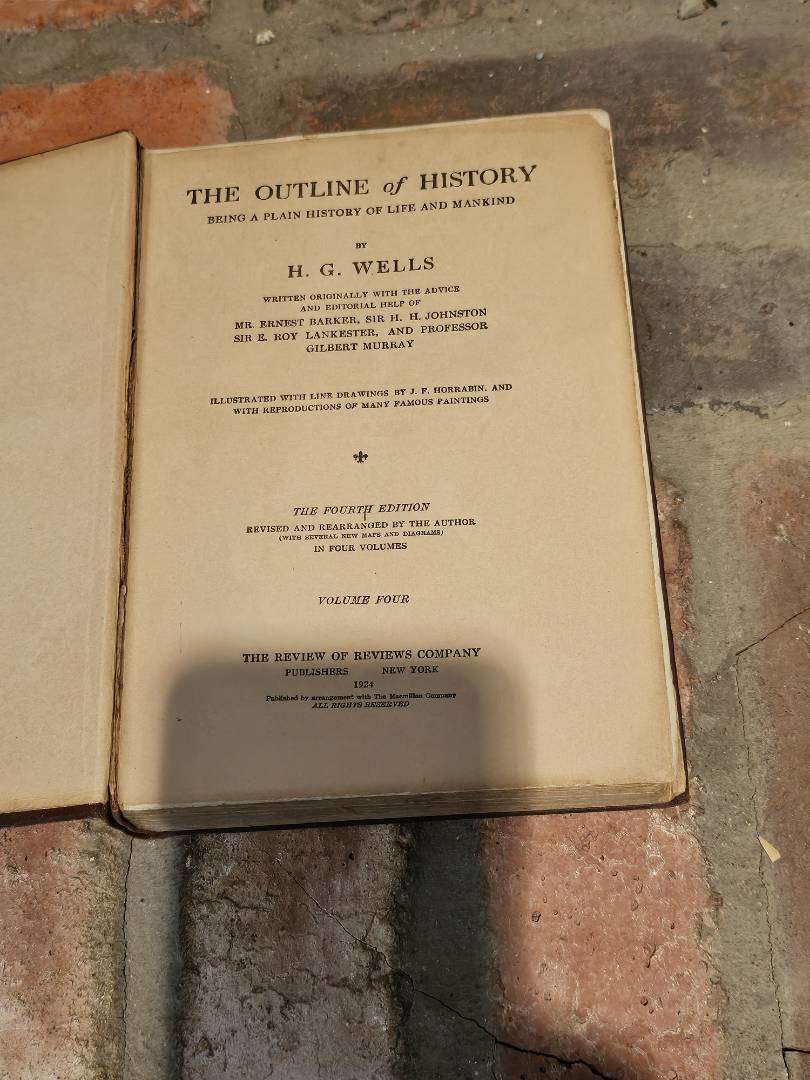 THE OUTLINE of HISTORY
BEING A PLAIN HISTORY OF LIFE AND MANKIND
BY
H. G. WELLS
WRITTEN ORIGINALLY WITH THE ADVICE
AND EDITORIAL HELP OF
MR. ERNEST BARKER, SIR H. H. JOHNSTON
SIR E. ROY LANKESTER, AND PROFESSOR
GILBERT MURRAY
ILLUSTRATED WITH LINE DRAWINGS BY J. F. HORRABIN, AND
WITH REPRODUCTIONS OF MANY FAMOUS PAINTINGS
THE FOURTH EDITION
REVISED AND REARRANGED BY THE AUTHOR
(WITH SEVERAL NEW MAPS AND DIAGRAMS)
IN FOUR VOLUMES
VOLUME FOUR
THE REVIEW OF REVIEWS COMPANY
PUBLISHERS NEW YORK
1924
Published by arrangement with The Macmillan Company
ALL RIGHTS RESERVED